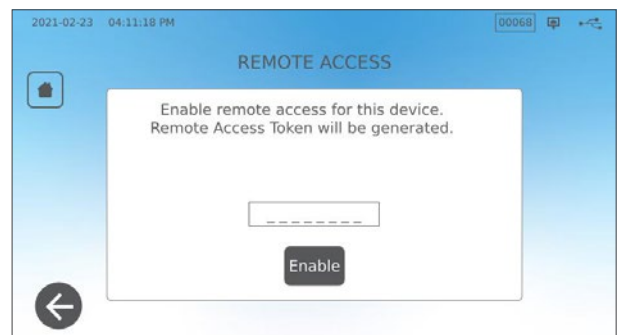 2021-02-23 04:11:18 PM 00068
REMOTE ACCESS
Enable remote access for this device.
Remote Access Token will be generated.
_ _ _ _ _ _ _ _
Enable